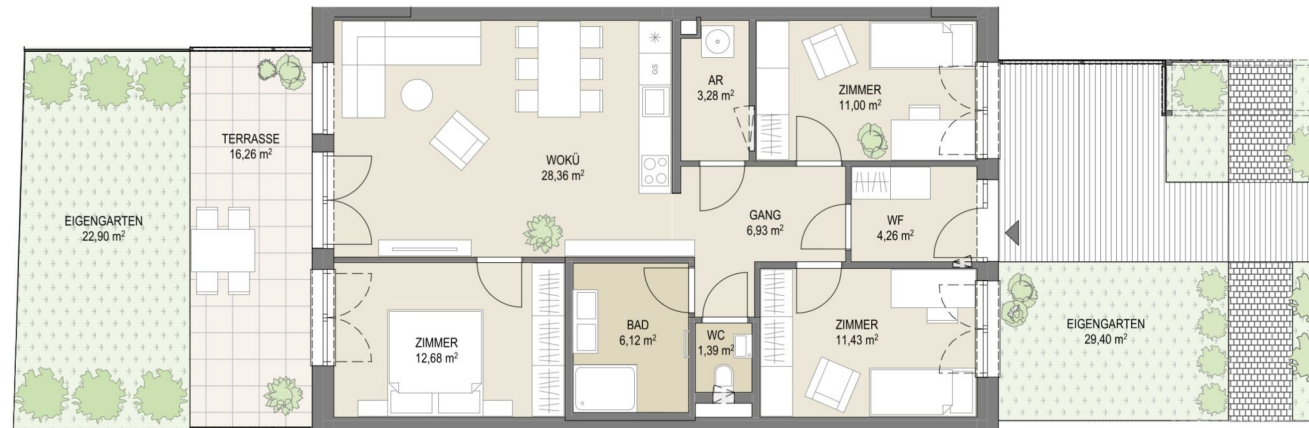 EIGENGARTEN
22,90 m²
TERRASSE
16,26 m²
WOKÜ
28,36 m²
GS
AR
3,28 m²
ZIMMER
11,00 m²
GANG
6,93 m²
WF
4,26 m²
ZIMMER
12,68 m²
BAD
6,12 m²
WC
1,39 m²
ZIMMER
11,43 m²
EIGENGARTEN
29,40 m²